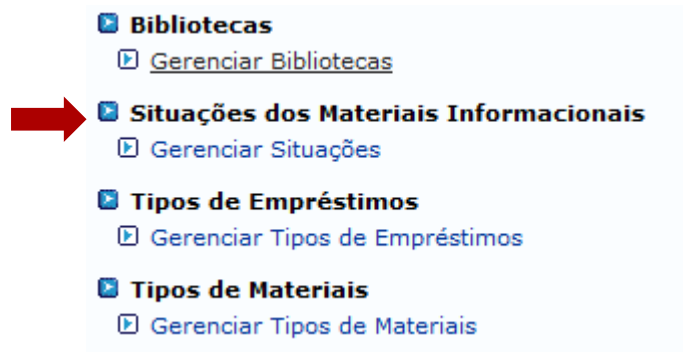 Bibliotecas
Gerenciar Bibliotecas
Situações dos Materiais Informacionais
Gerenciar Situações
Tipos de Empréstimos
Gerenciar Tipos de Empréstimos
Tipos de Materiais
Gerenciar Tipos de Materiais